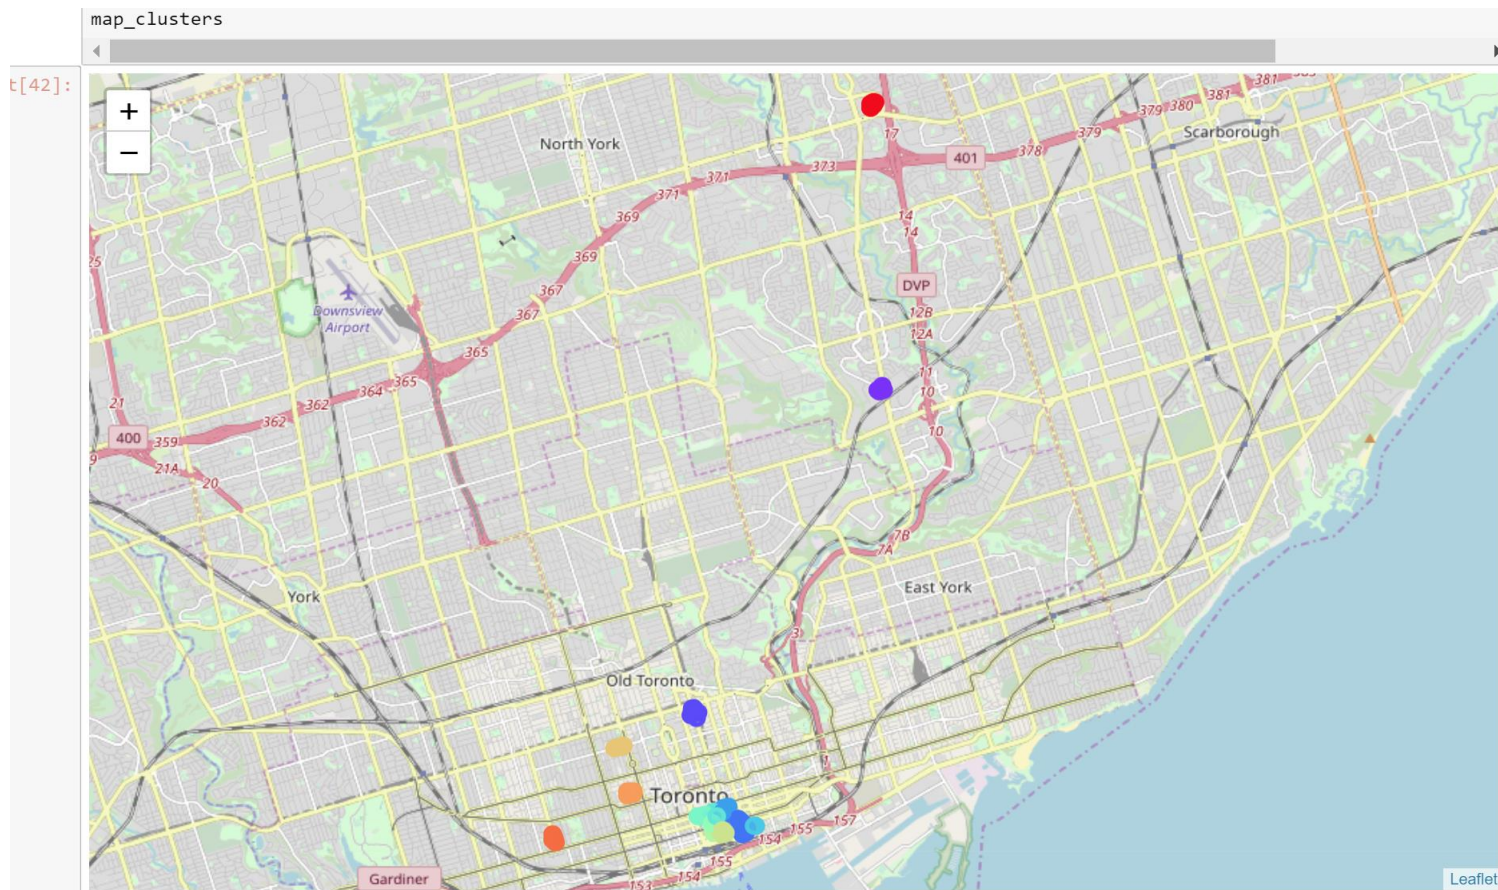 map_clusters
t[42]:
+
−
381
381
380
379
379
378
401
17
373
371
371
369
369
367
367
365
365
364
362
362
359
400
21
21A
20
25
9
North York
Scarborough
14
14
DVP
12B
12A
11
10
10
Downsview
Airport
7B
7A
East York
York
3
Old Toronto
Toronto
1
157
155
154
155
154
153
Gardiner
Leaflet